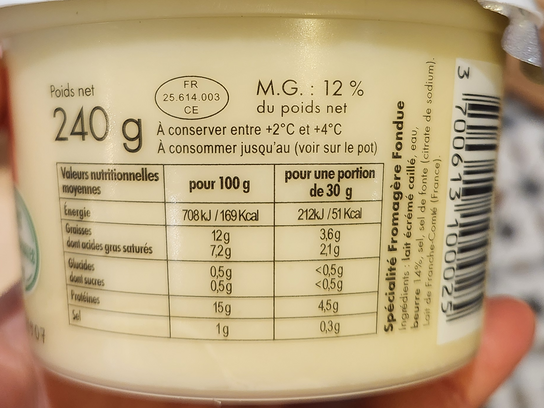 Poids net
240 g
FR
25.614.003
CE
M.G. : 12 %
du poids net
À conserver entre +2°C et +4°C
À consommer jusqu'au (voir sur le pot)
Valeurs nutritionnelles moyennes | pour 100 g | pour une portion de 30 g
Énergie | 708 kJ / 169 Kcal | 212kJ / 51 Kcal
Graisses | 12g | 3,6g
dont acides gras saturés | 7,2g | 2,1g
Glucides | 0,5g | <0,5g
dont sucres | 0,5g | <0,5g
Protéines | 15g | 4,5g
Sel | 1g | 0,3g
Spécialité Fromagère Fondue
Ingrédients : lait écrémé caillé, eau,
beurre 14%, sel, sel de fonte (citrate de sodium).
Lait de Franche-Comté (France).
3 700613 100025